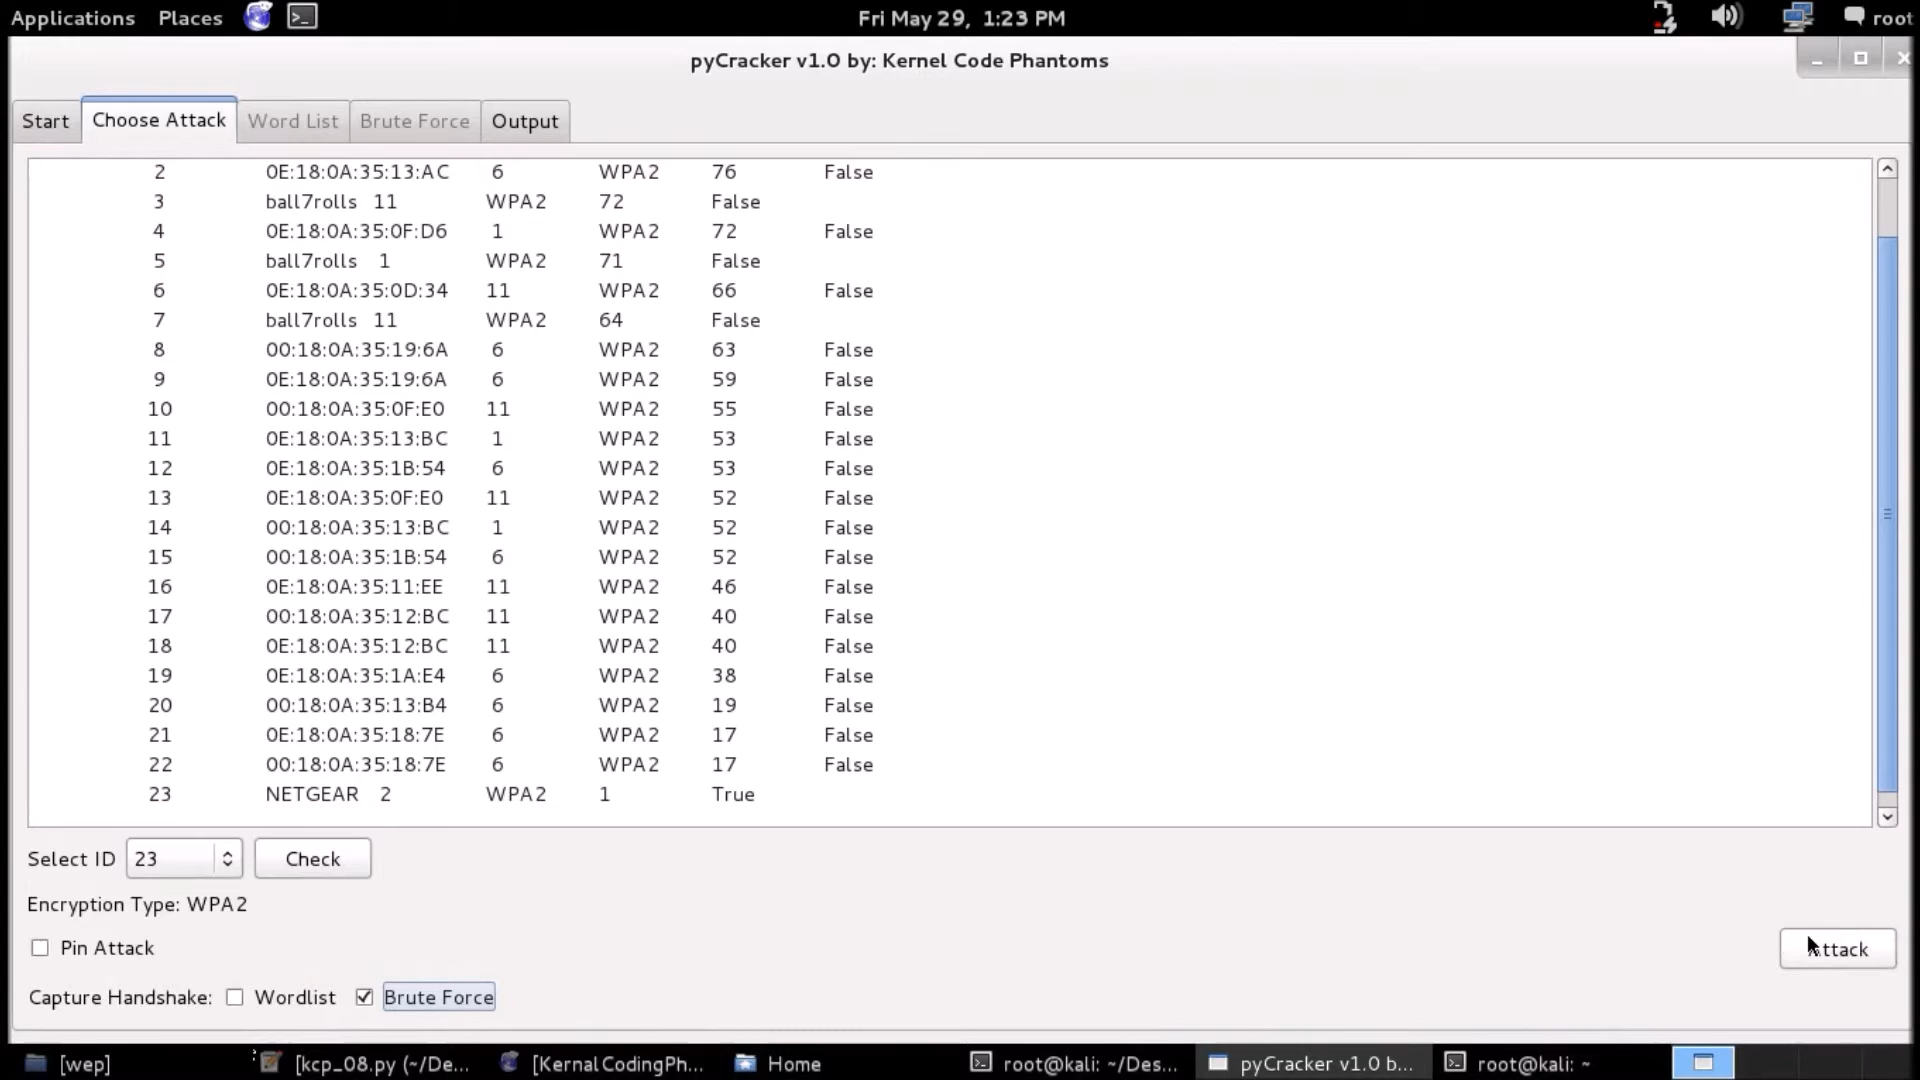 Applications Places Fri May 29, 1:23 PM root
pyCracker v1.0 by: Kernel Code Phantoms
Start Choose Attack Word List Brute Force Output
2 0E:18:0A:35:13:AC 6 WPA2 76 False
3 ball7rolls 11 WPA2 72 False
4 0E:18:0A:35:0F:D6 1 WPA2 72 False
5 ball7rolls 1 WPA2 71 False
6 0E:18:0A:35:0D:34 11 WPA2 66 False
7 ball7rolls 11 WPA2 64 False
8 00:18:0A:35:19:6A 6 WPA2 63 False
9 0E:18:0A:35:19:6A 6 WPA2 59 False
10 00:18:0A:35:0F:E0 11 WPA2 55 False
11 0E:18:0A:35:13:BC 1 WPA2 53 False
12 0E:18:0A:35:1B:54 6 WPA2 53 False
13 0E:18:0A:35:0F:E0 11 WPA2 52 False
14 00:18:0A:35:13:BC 1 WPA2 52 False
15 00:18:0A:35:1B:54 6 WPA2 52 False
16 0E:18:0A:35:11:EE 11 WPA2 46 False
17 00:18:0A:35:12:BC 11 WPA2 40 False
18 0E:18:0A:35:12:BC 11 WPA2 40 False
19 0E:18:0A:35:1A:E4 6 WPA2 38 False
20 00:18:0A:35:13:B4 6 WPA2 19 False
21 0E:18:0A:35:18:7E 6 WPA2 17 False
22 00:18:0A:35:18:7E 6 WPA2 17 False
23 NETGEAR 2 WPA2 1 True
Select ID 23 Check
Encryption Type: WPA2
Pin Attack Attack
Capture Handshake: Wordlist Brute Force
[wep] [kcp_08.py (~/De... [KernalCodingPh... Home root@kali: ~/Des... pyCracker v1.0 b... root@kali: ~